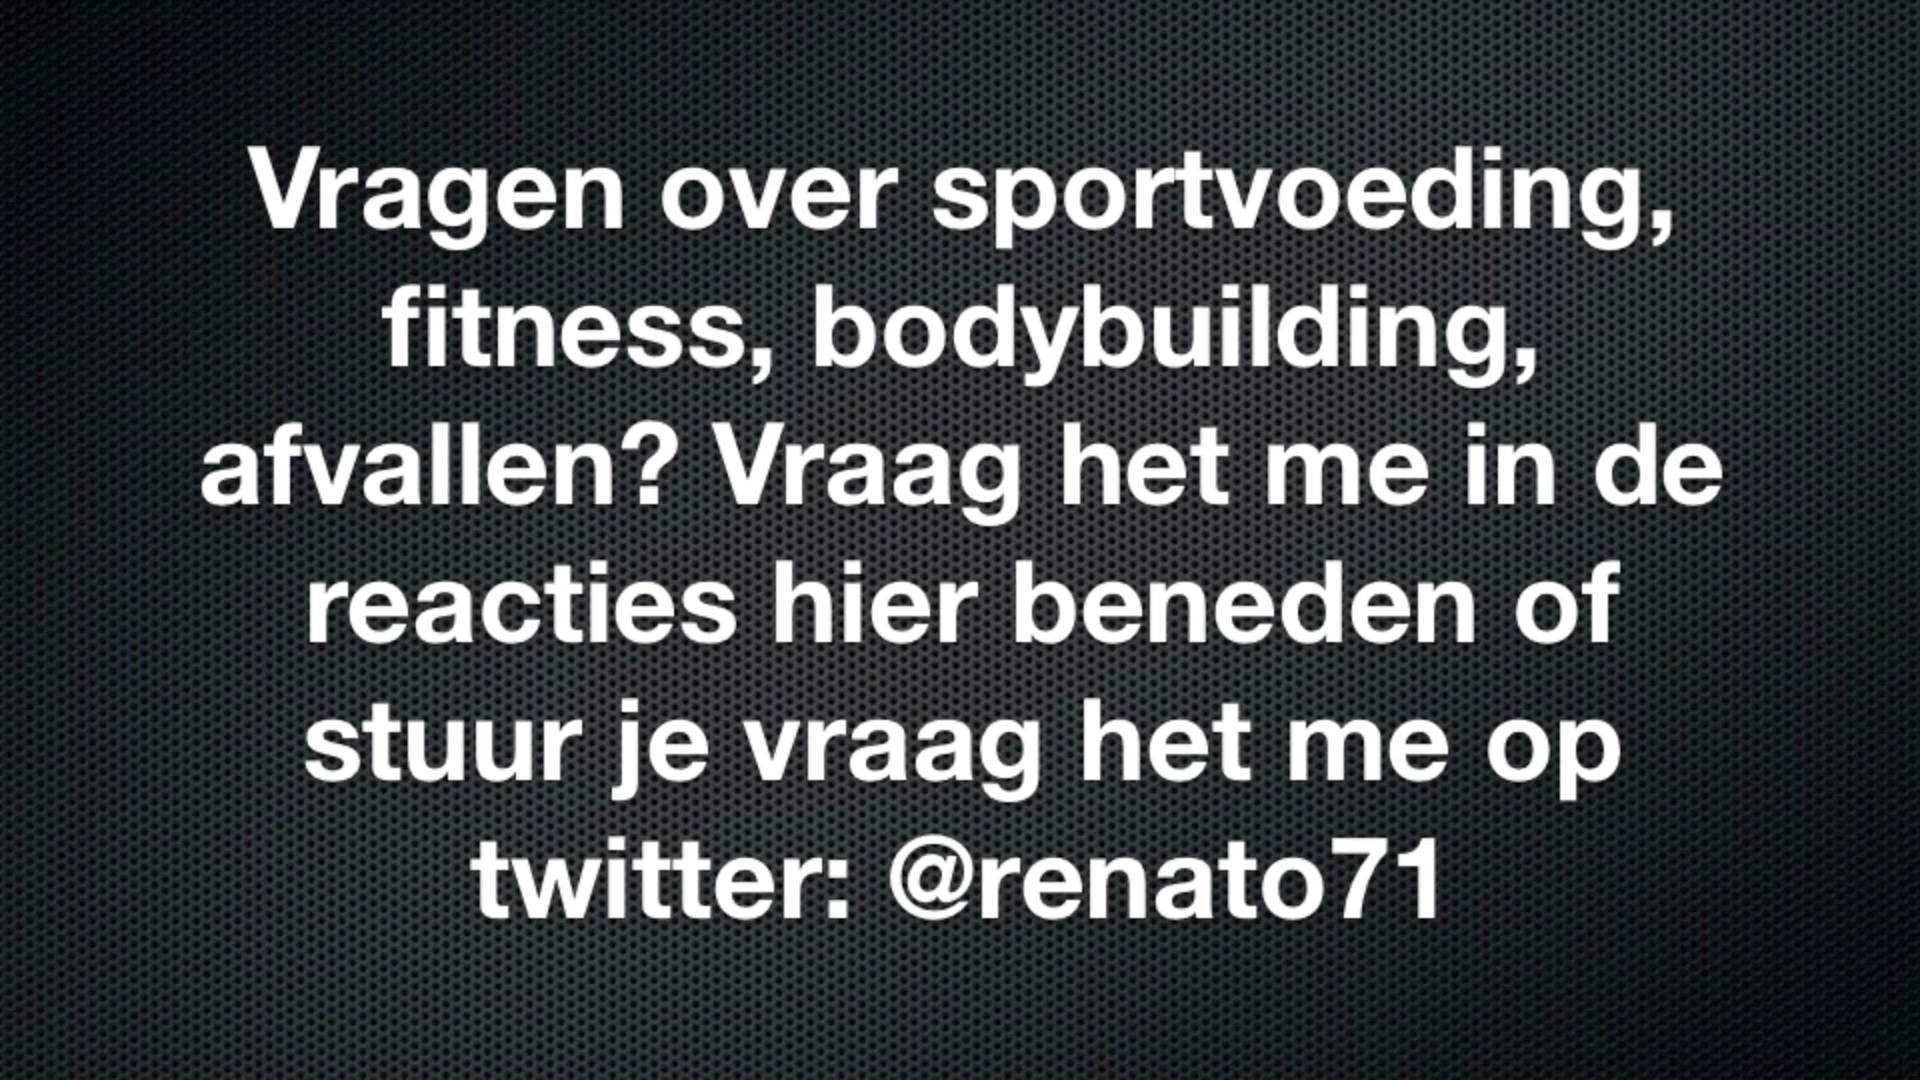 Vragen over sportvoeding,
fitness, bodybuilding,
afvallen? Vraag het me in de
reacties hier beneden of
stuur je vraag het me op
twitter: @renato71